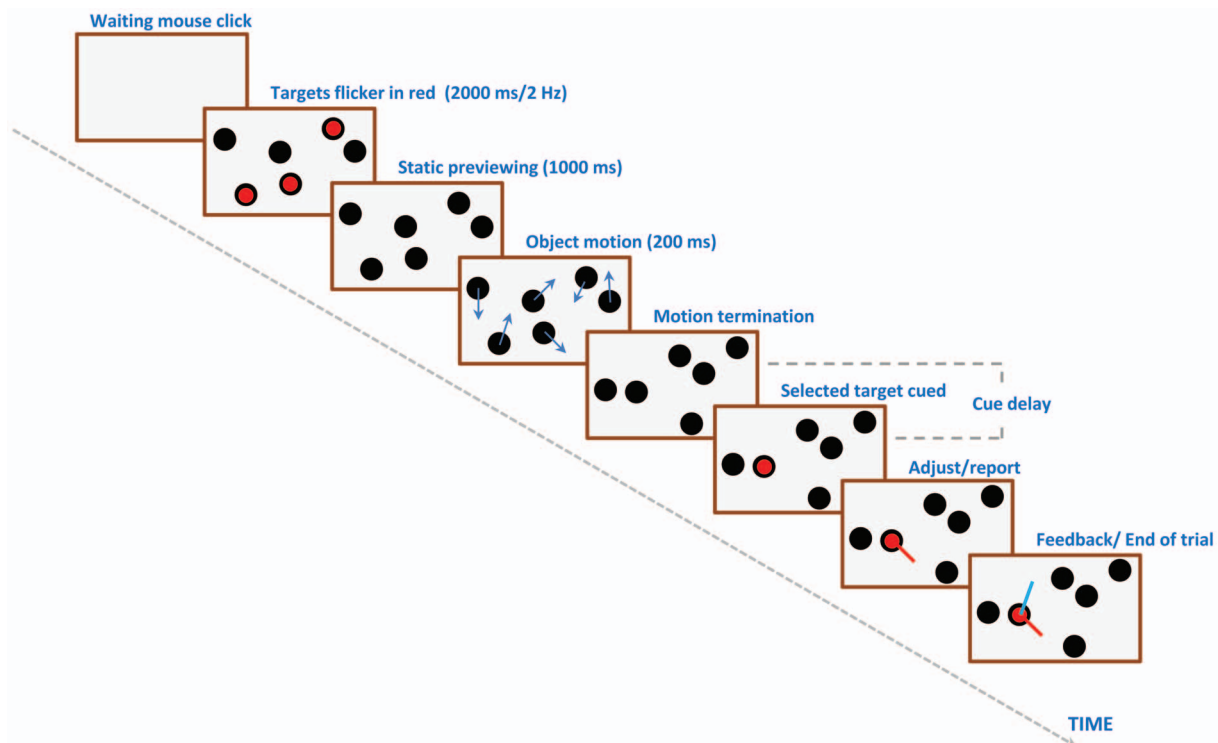 Waiting mouse click
Targets flicker in red (2000 ms/2 Hz)
Static previewing (1000 ms)
Object motion (200 ms)
Motion termination
Selected target cued
Cue delay
Adjust/report
Feedback/ End of trial
TIME